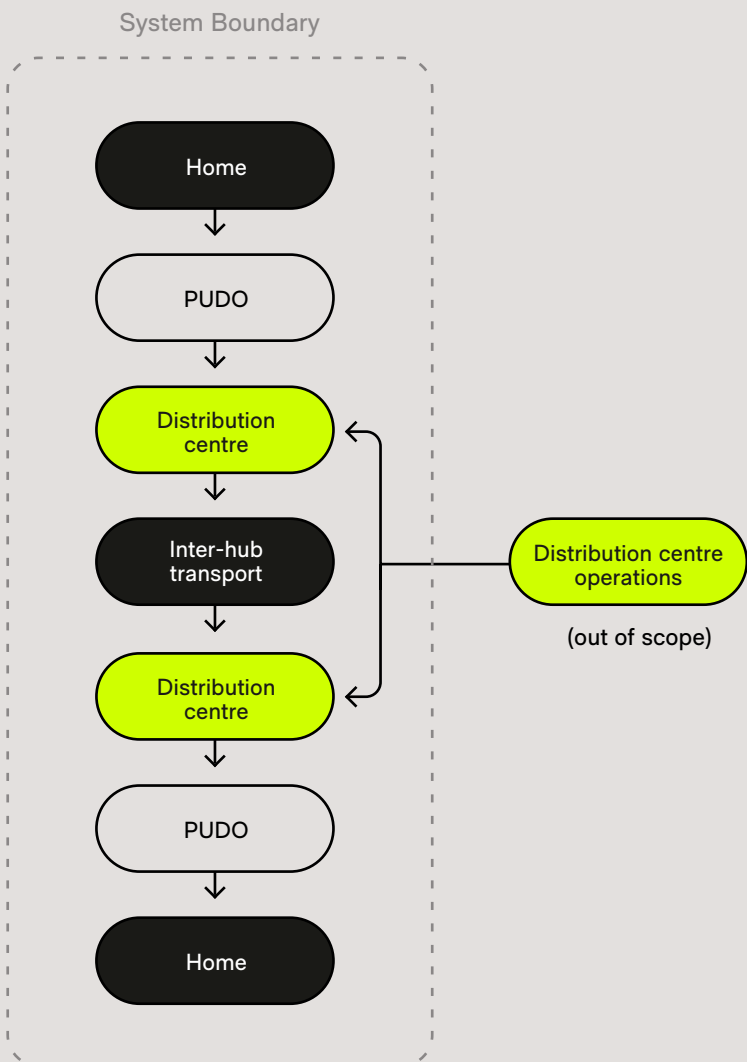 System Boundary
Home
PUDO
Distribution
centre
Inter-hub
transport
Distribution centre
operations
(out of scope)
Distribution
centre
PUDO
Home